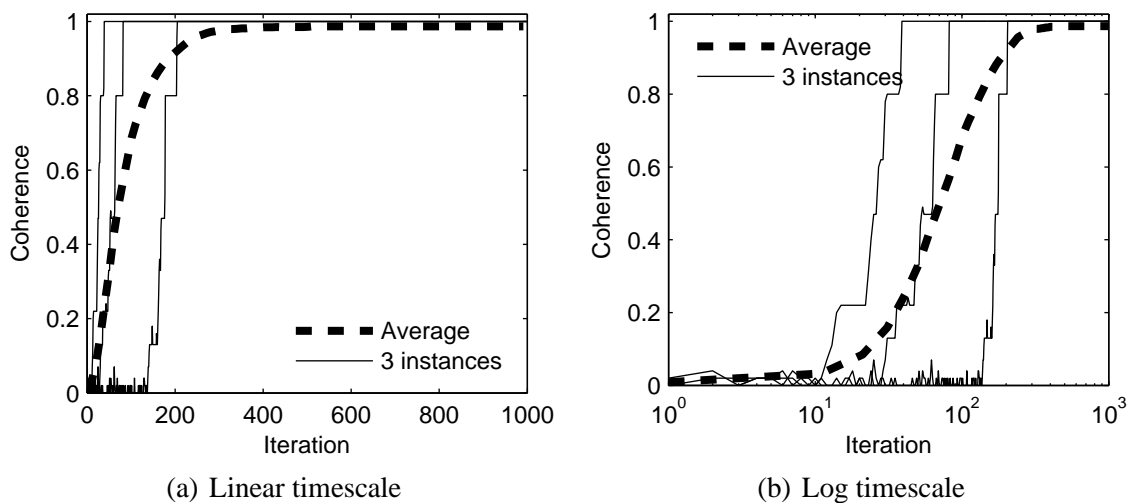 1
0.8
0.6
0.4
0.2
0
Coherence
Average
3 instances
0 200 400 600 800 1000
Iteration
(a) Linear timescale
1
0.8
0.6
0.4
0.2
0
Coherence
Average
3 instances
10^0 10^1 10^2 10^3
Iteration
(b) Log timescale